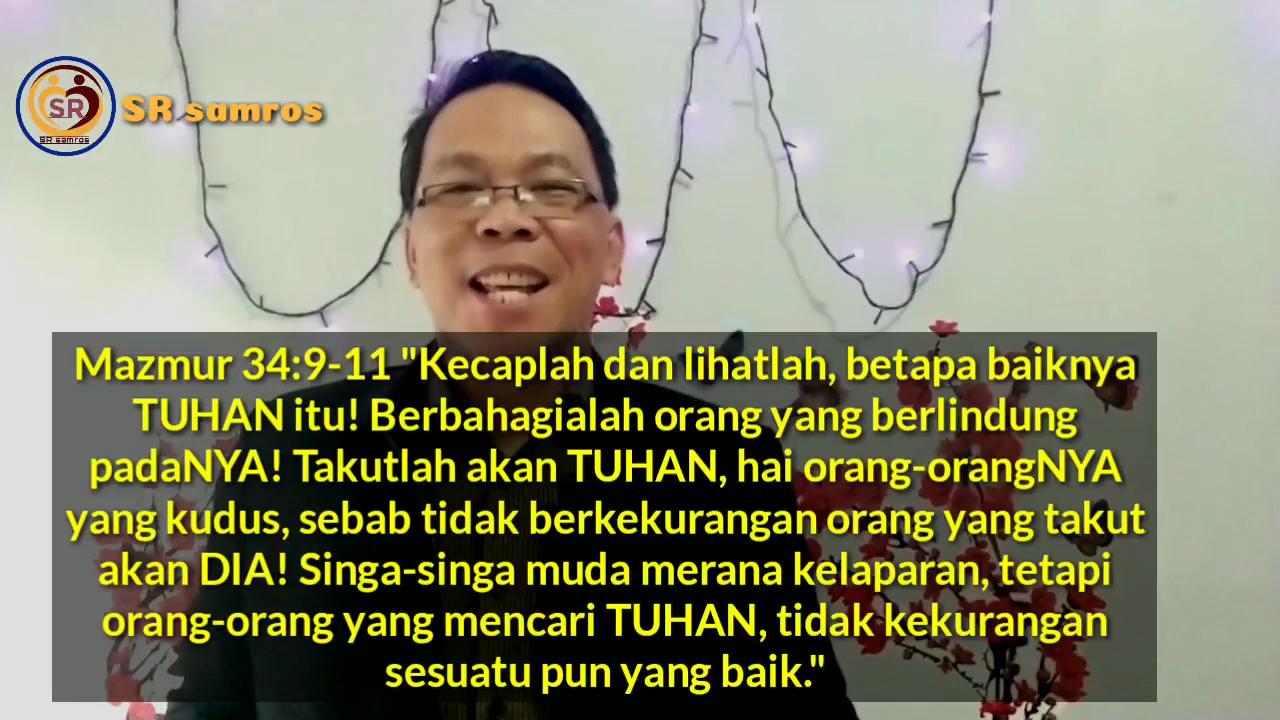 SR
SR samros
SR samros
Mazmur 34:9-11 "Kecaplah dan lihatlah, betapa baiknya
TUHAN itu! Berbahagialah orang yang berlindung
padaNYA! Takutlah akan TUHAN, hai orang-orangNYA
yang kudus, sebab tidak berkekurangan orang yang takut
akan DIA! Singa-singa muda merana kelaparan, tetapi
orang-orang yang mencari TUHAN, tidak kekurangan
sesuatu pun yang baik."